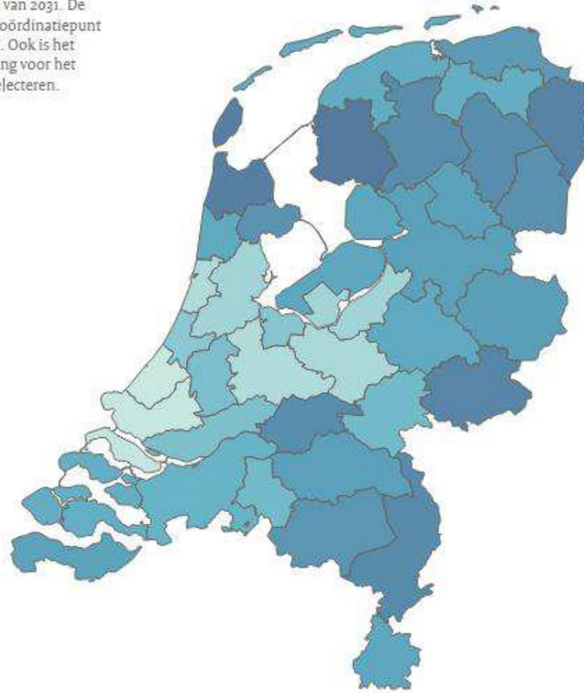 van 2031. De
oördinatiepunt
. Ook is het
ng voor het
electeren.